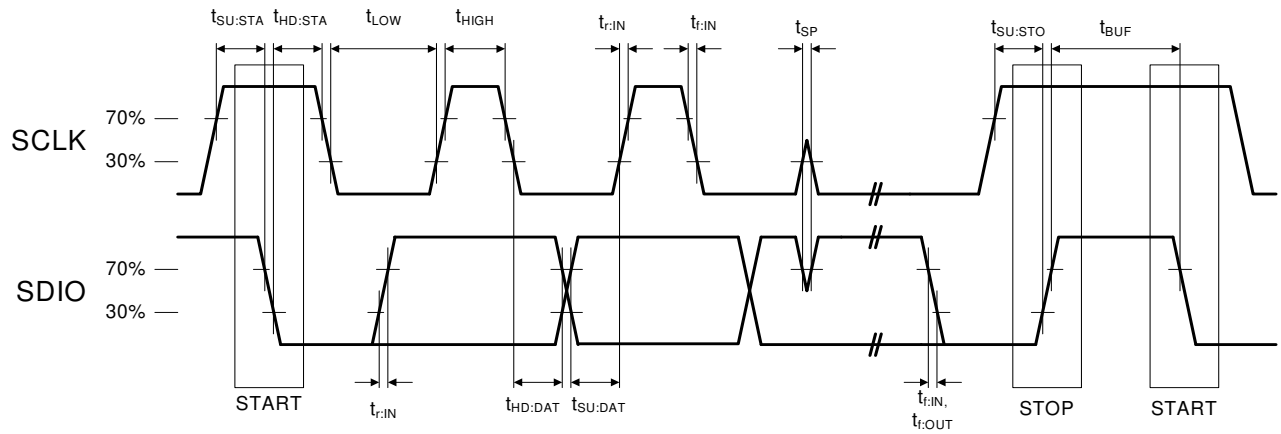 tSU:STA tHD:STA tLOW tHIGH tr:IN tf:IN tSP tSU:STO tBUF
SCLK
70%
30%
SDIO
70%
30%
START
tr:IN
tHD:DAT tSU:DAT
tf:IN,
tf:OUT
STOP
START